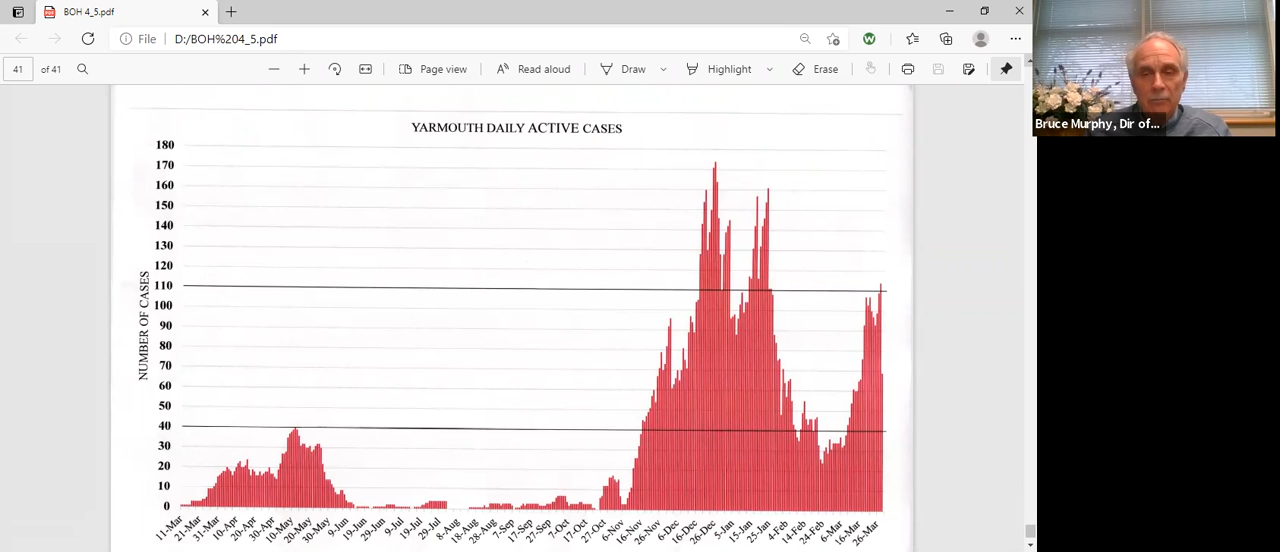 BOH 4_5.pdf
File D:/BOH%204_5.pdf
41 of 41 Page view Read aloud Draw Highlight Erase
Bruce Murphy, Dir of...
YARMOUTH DAILY ACTIVE CASES
NUMBER OF CASES
180
170
160
150
140
130
120
110
100
90
80
70
60
50
40
30
20
10
0
11-Mar 21-Mar 31-Mar 10-Apr 20-Apr 30-Apr 10-May 20-May 30-May 9-Jun 19-Jun 29-Jun 9-Jul 19-Jul 29-Jul 8-Aug 18-Aug 28-Aug 7-Sep 17-Sep 27-Sep 7-Oct 17-Oct 27-Oct 6-Nov 16-Nov 26-Nov 6-Dec 16-Dec 26-Dec 5-Jan 15-Jan 25-Jan 4-Feb 14-Feb 24-Feb 6-Mar 16-Mar 26-Mar